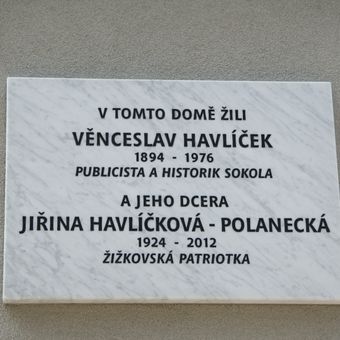 V TOMTO DOMĚ ŽILI
VĚNCESLAV HAVLÍČEK
1894 - 1976
PUBLICISTA A HISTORIK SOKOLA
A JEHO DCERA
JIŘINA HAVLÍČKOVÁ - POLANECKÁ
1924 - 2012
ŽIŽKOVSKÁ PATRIOTKA